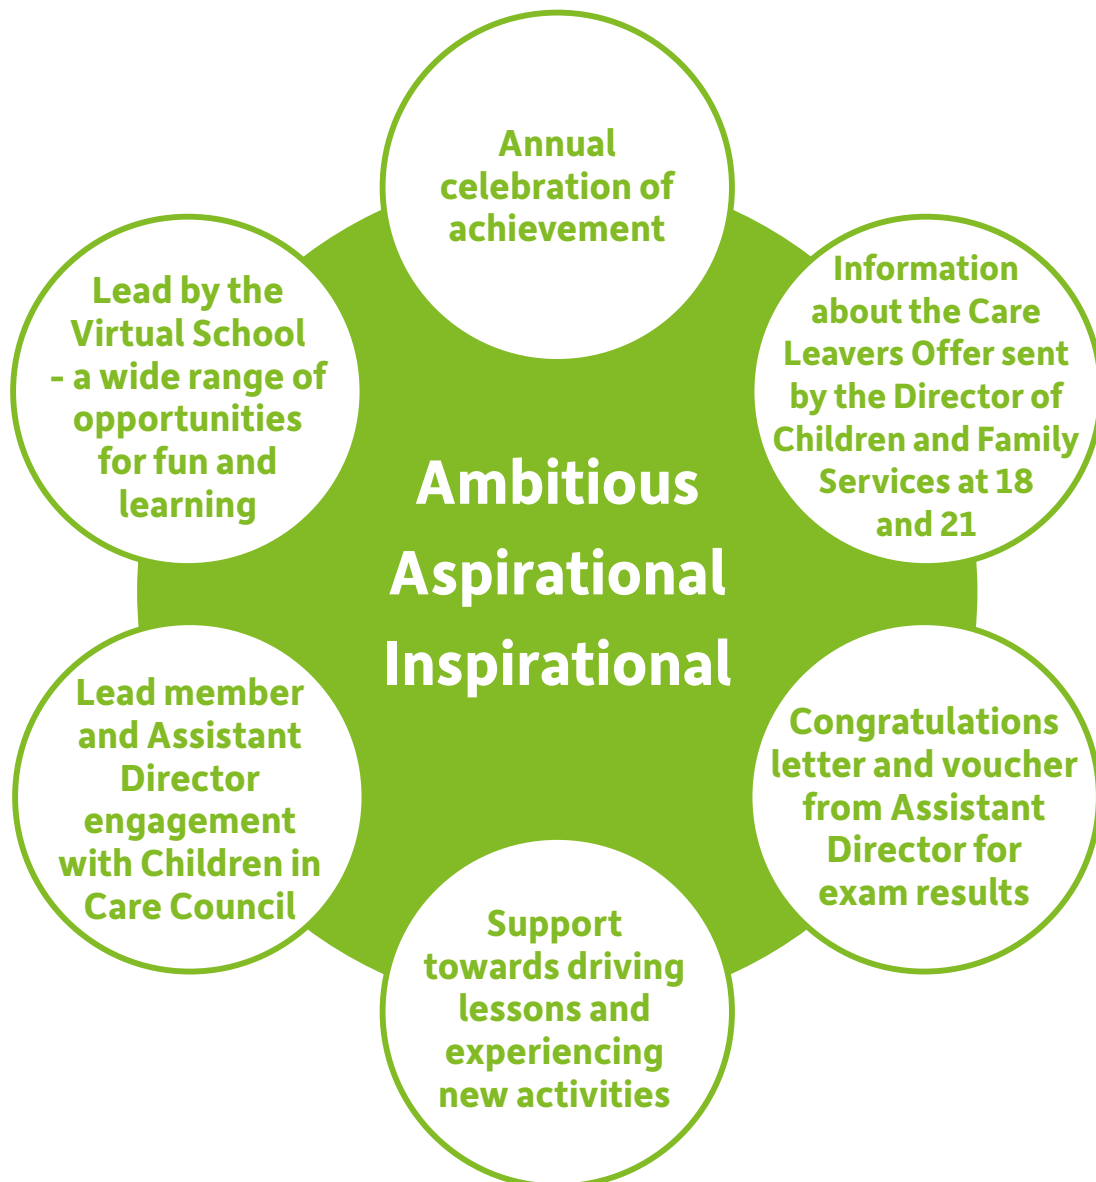 Annual
celebration of
achievement
Information
about the Care
Leavers Offer sent
by the Director of
Children and Family
Services at 18
and 21
Congratulations
letter and voucher
from Assistant
Director for
exam results
Support
towards driving
lessons and
experiencing
new activities
Lead member
and Assistant
Director
engagement
with Children in
Care Council
Lead by the
Virtual School
- a wide range of
opportunities
for fun and
learning
Ambitious
Aspirational
Inspirational